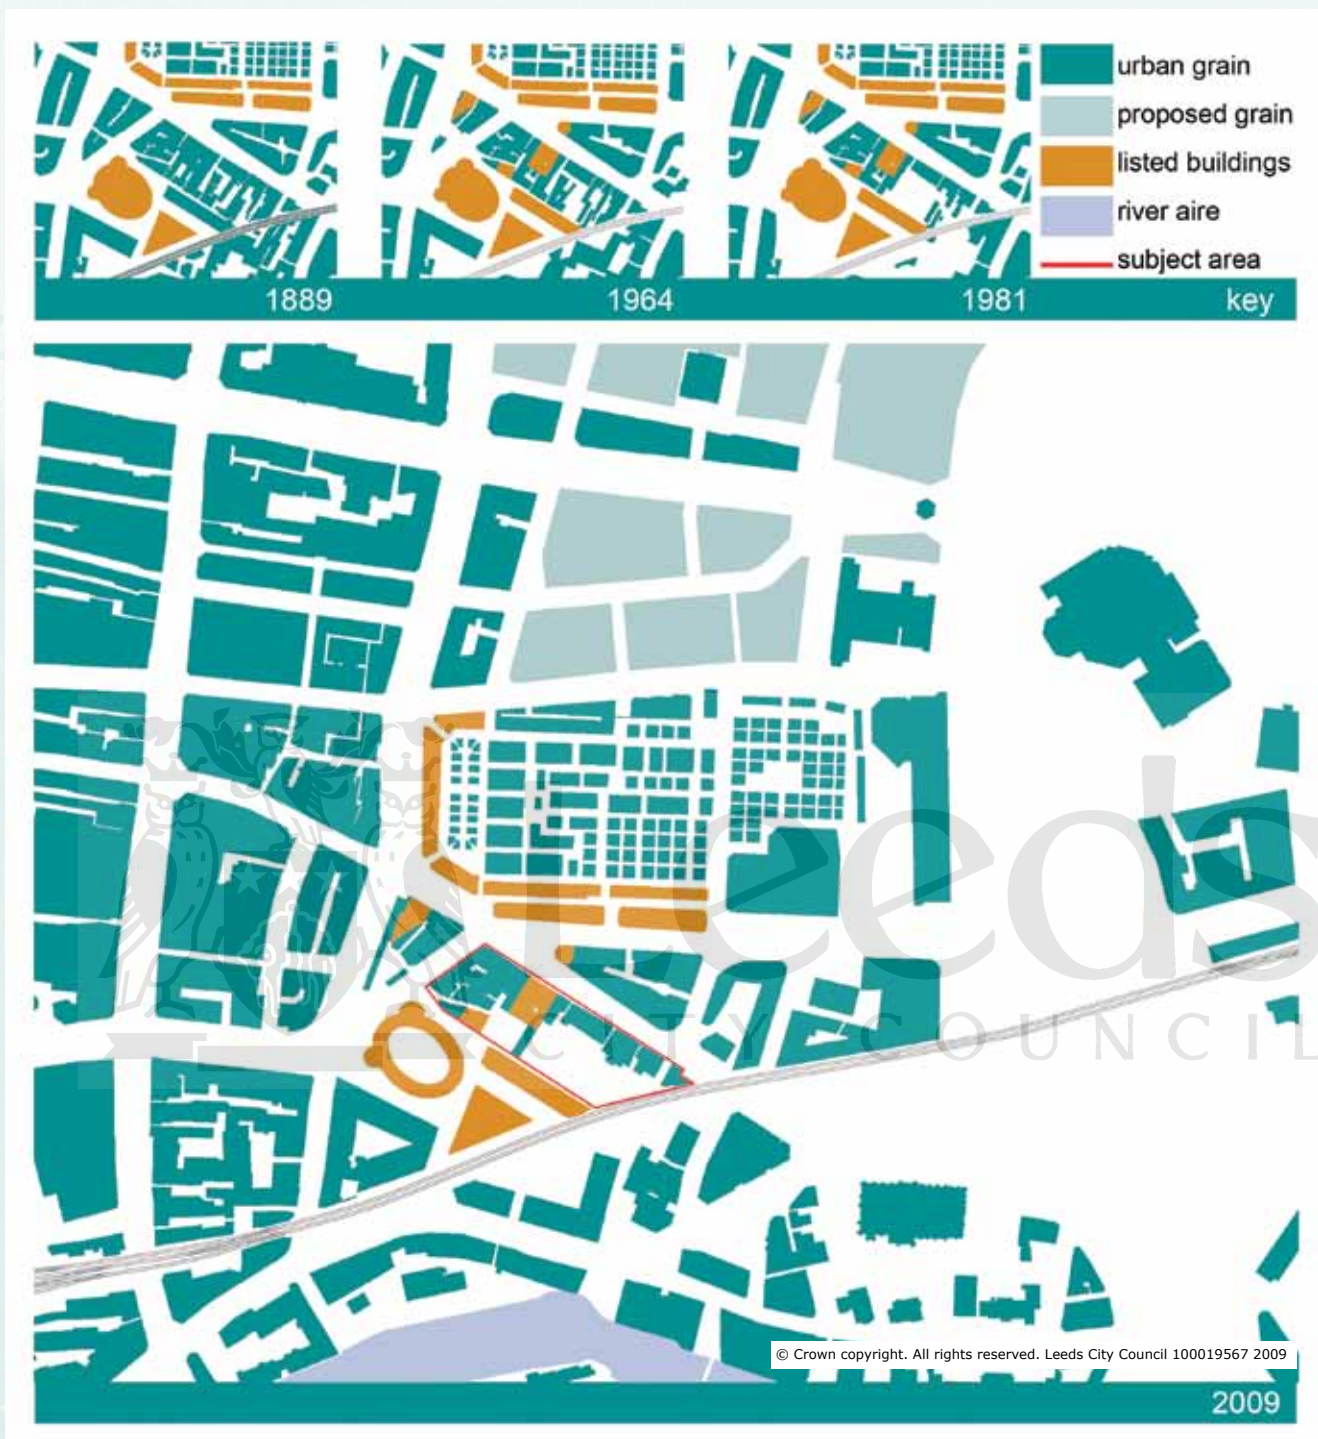 urban grain
proposed grain
listed buildings
river aire
subject area
1889
1964
1981
key
Leeds
CITY COUNCIL
© Crown copyright. All rights reserved. Leeds City Council 100019567 2009
2009